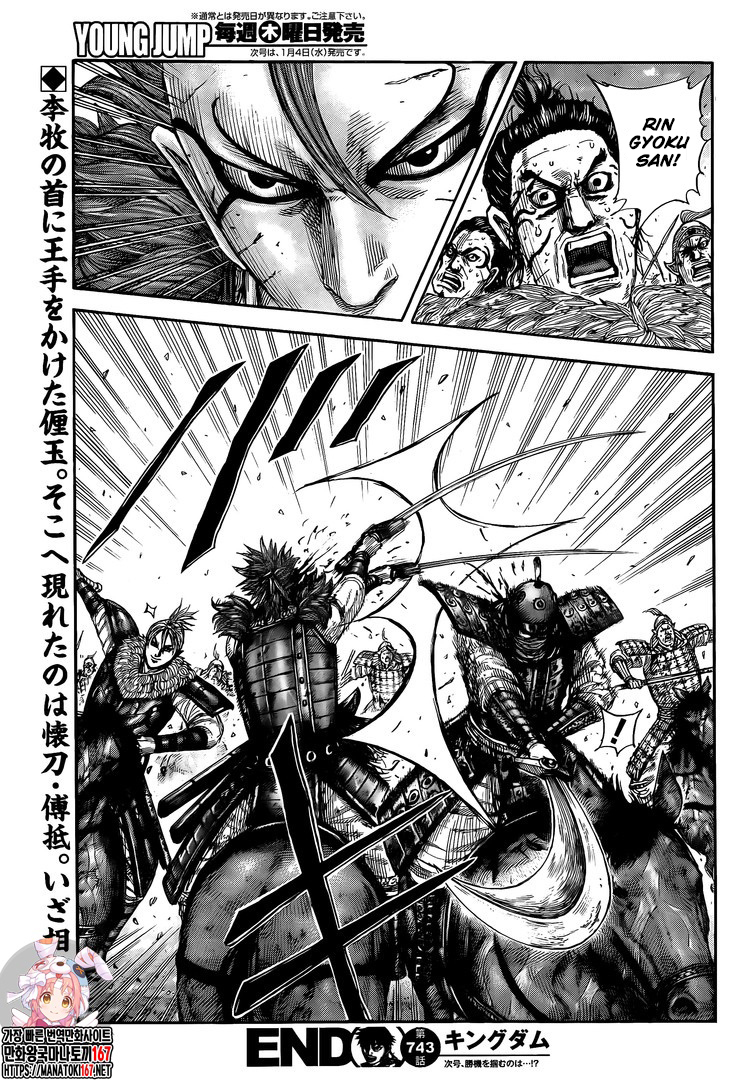 ※通常とは発売日が異なります。ご注意下さい。
YOUNG JUMP 毎週木曜日発売
次号は、1月4日(水)発売です。
RIN
GYOKU
SAN!
◆李牧の首に王手をかけた偃玉。そこへ現れたのは懐刀・傅抵。いざ相
ガギ
!
END 第743話 キングダム
次号、勝機を掴むのは…!?
가장 빠른 번역만화사이트
만화왕국마나토끼167
HTTPS://MANATOKI167.NET